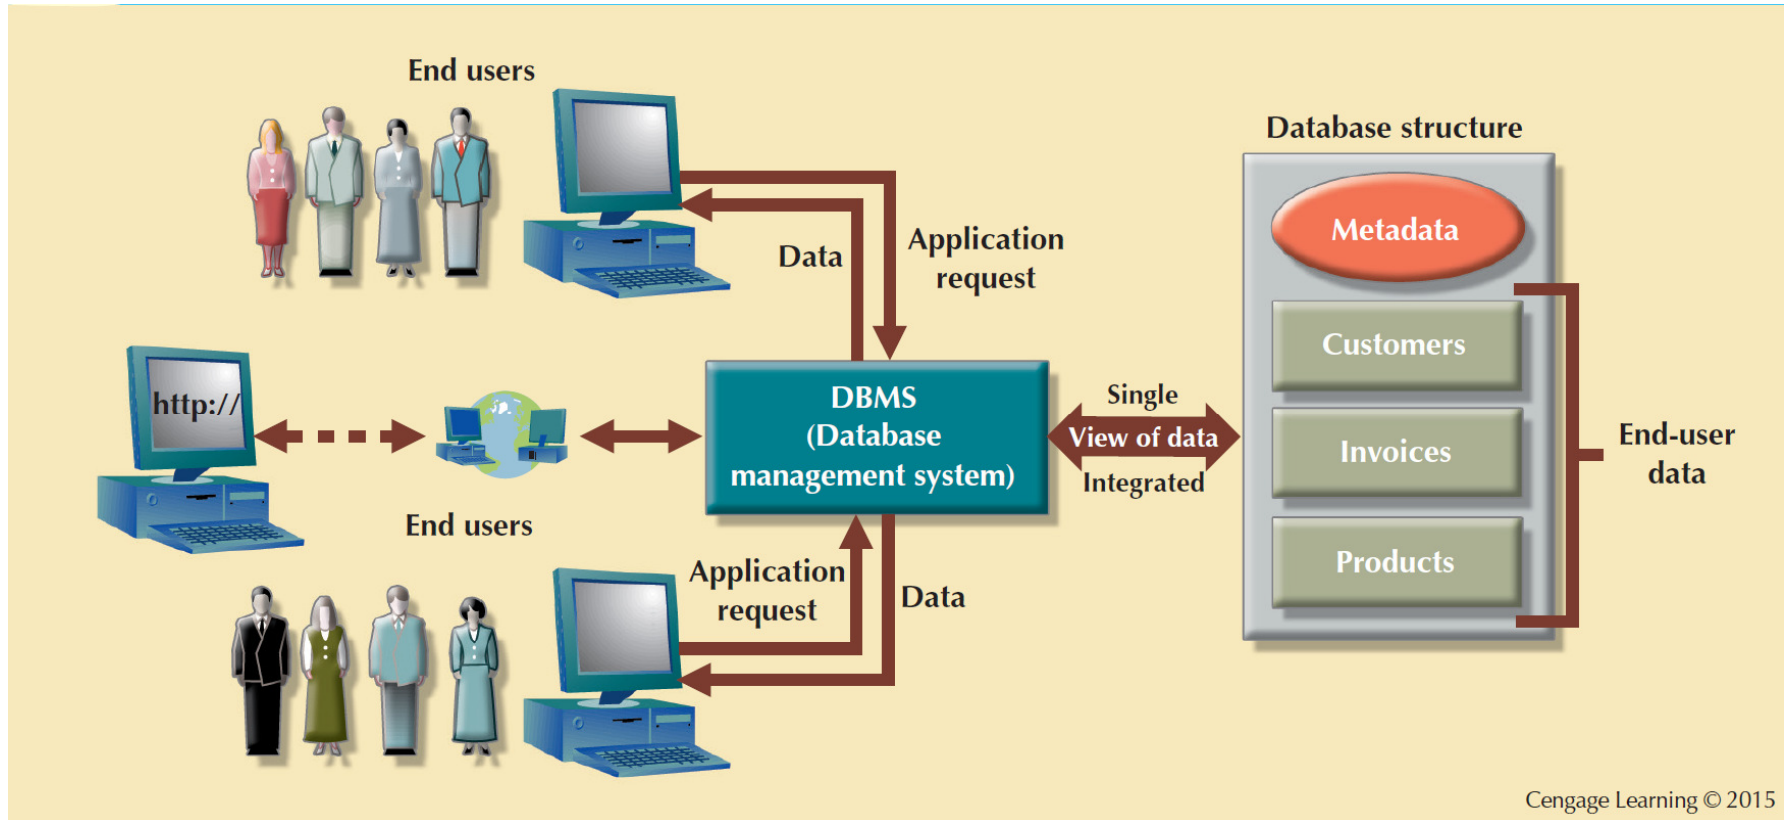 End users
Data
Application
request
http://
End users
DBMS
(Database
management system)
Application
request
Data
Single
View of data
Integrated
Database structure
Metadata
Customers
Invoices
Products
End-user
data
Cengage Learning © 2015